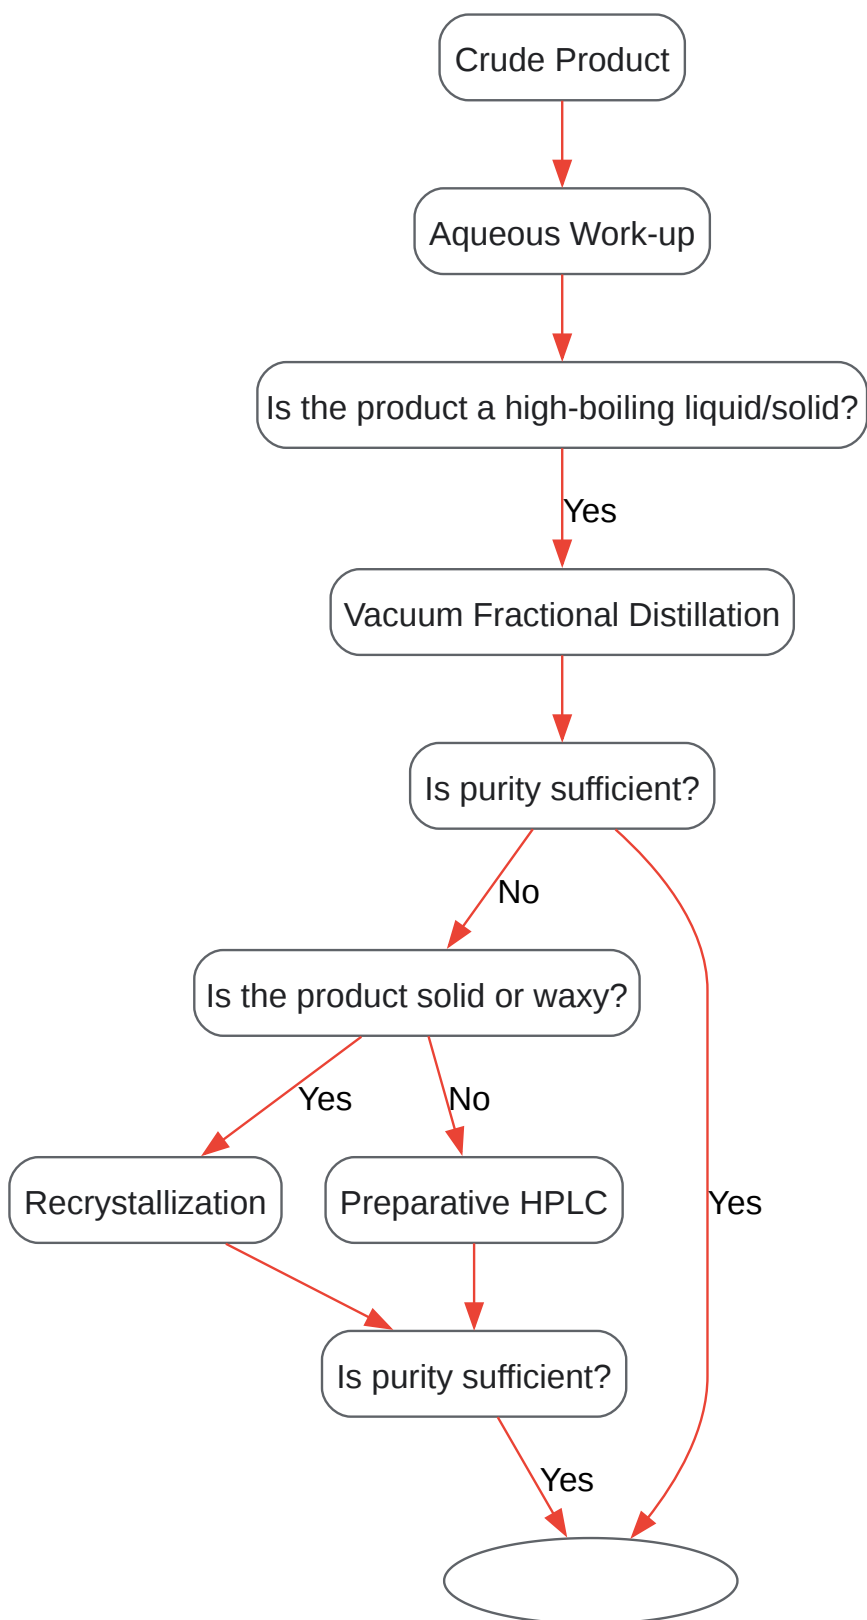 Crude Product
Aqueous Work-up
Is the product a high-boiling liquid/solid?
Yes
Vacuum Fractional Distillation
Is purity sufficient?
No
Is the product solid or waxy?
Yes
No
Recrystallization
Preparative HPLC
Yes
Is purity sufficient?
Yes